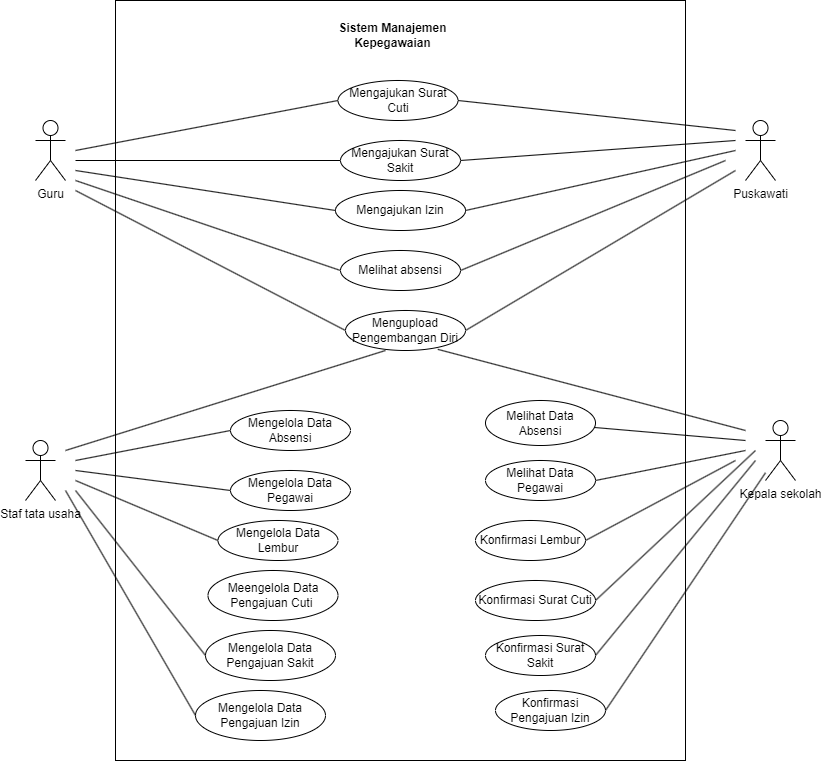 Sistem Manajemen
Kepegawaian
Mengajukan Surat
Cuti
Guru
Mengajukan Surat
Sakit
Puskawati
Mengajukan Izin
Melihat absensi
Mengupload
Pengembangan Diri
Staf tata usaha
Mengelola Data
Absensi
Melihat Data
Absensi
Kepala sekolah
Mengelola Data
Pegawai
Melihat Data
Pegawai
Mengelola Data
Lembur
Konfirmasi Lembur
Meengelola Data
Pengajuan Cuti
Konfirmasi Surat Cuti
Mengelola Data
Pengajuan Sakit
Konfirmasi Surat
Sakit
Mengelola Data
Pengajuan Izin
Konfirmasi
Pengajuan Izin